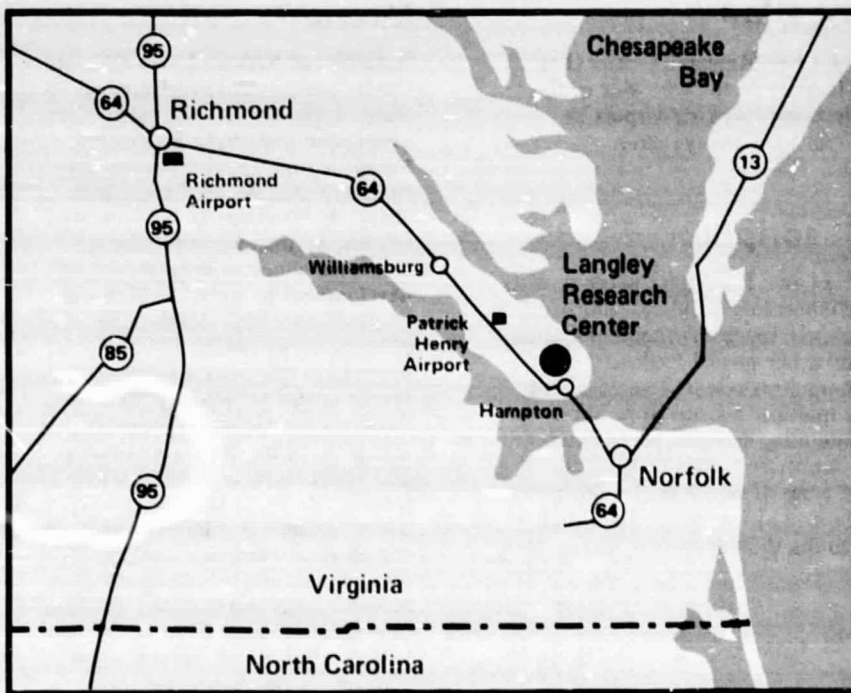 95
Chesapeake
Bay
64
Richmond
13
Richmond
Airport
64
95
Williamsburg
Langley
Research
Center
Patrick
Henry
Airport
85
Hampton
95
Norfolk
64
Virginia
North Carolina